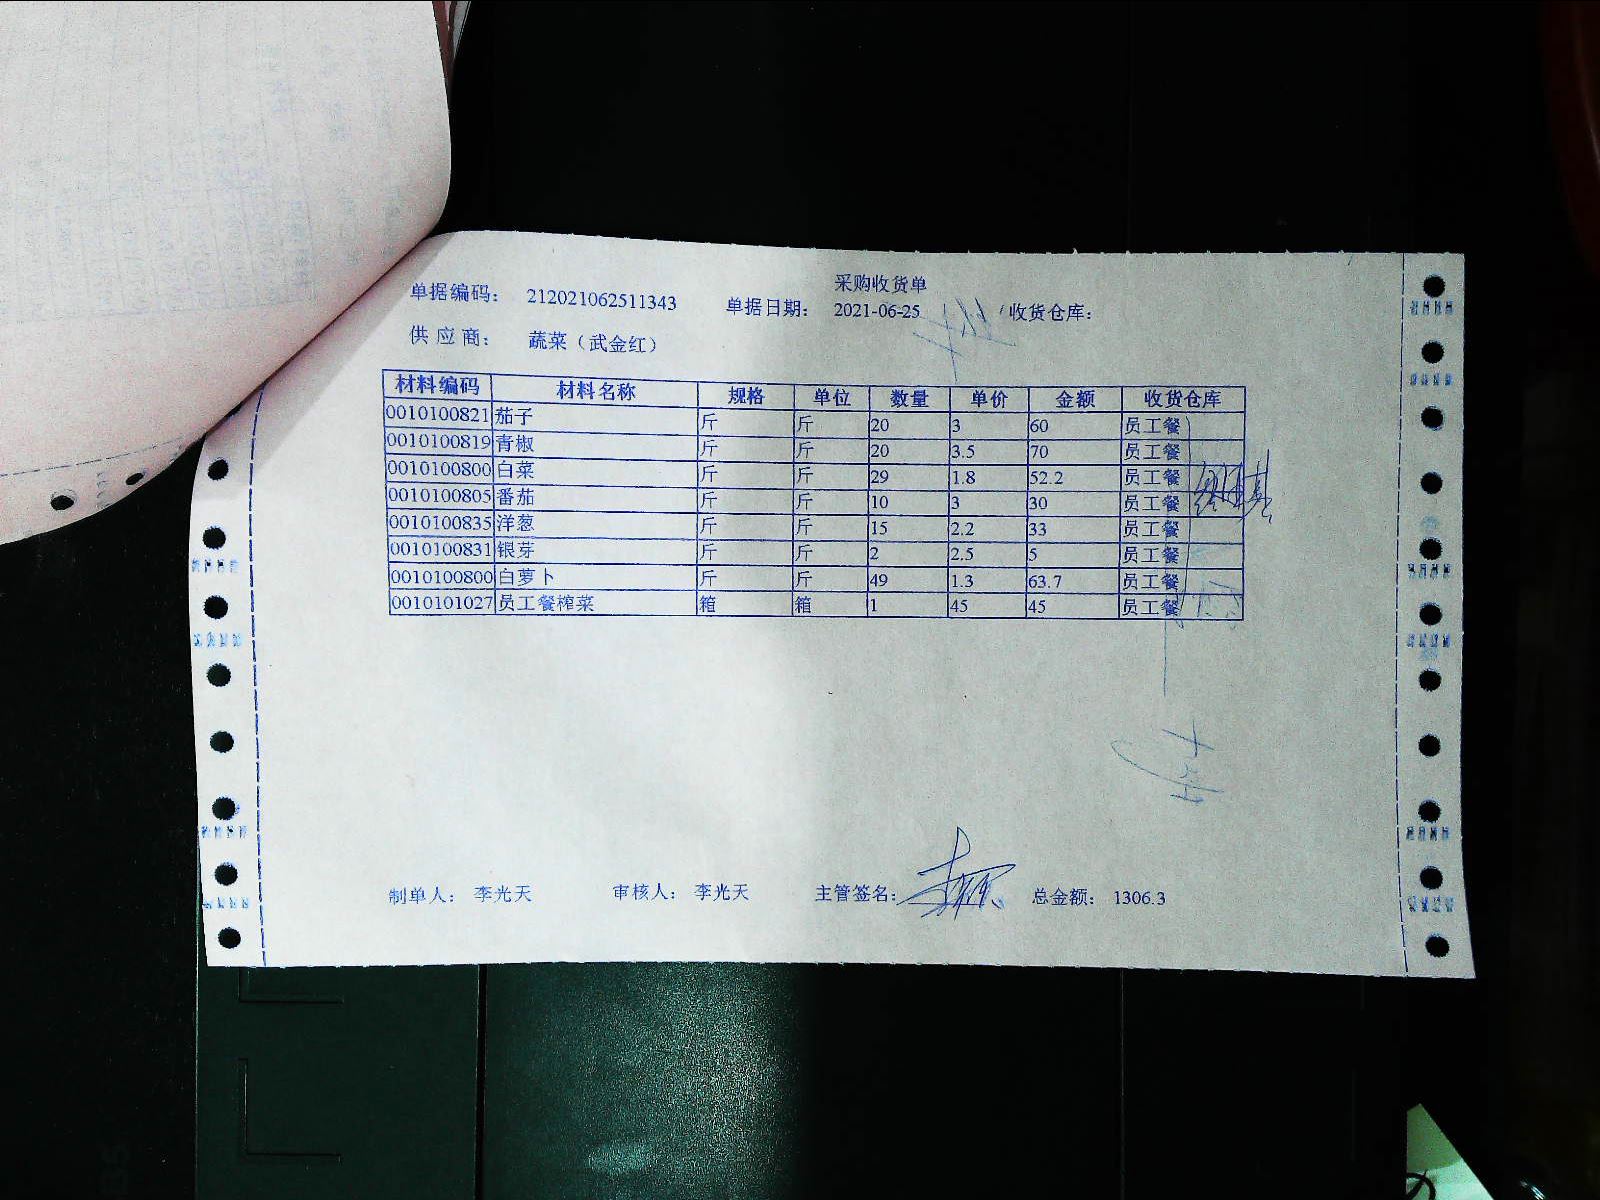 采购收货单
单据编码： 212021062511343 单据日期： 2021-06-25 收货仓库：
供应商： 蔬菜（武金红）
材料编码 材料名称 规格 单位 数量 单价 金额 收货仓库
0010100821 茄子 斤 斤 20 3 60 员工餐
0010100819 青椒 斤 斤 20 3.5 70 员工餐
0010100800 白菜 斤 斤 29 1.8 52.2 员工餐
0010100805 番茄 斤 斤 10 3 30 员工餐
0010100835 洋葱 斤 斤 15 2.2 33 员工餐
0010100831 银芽 斤 斤 2 2.5 5 员工餐
0010100800 白萝卜 斤 斤 49 1.3 63.7 员工餐
0010101027 员工餐榨菜 箱 箱 1 45 45 员工餐
制单人： 李光天 审核人： 李光天 主管签名： 总金额： 1306.3